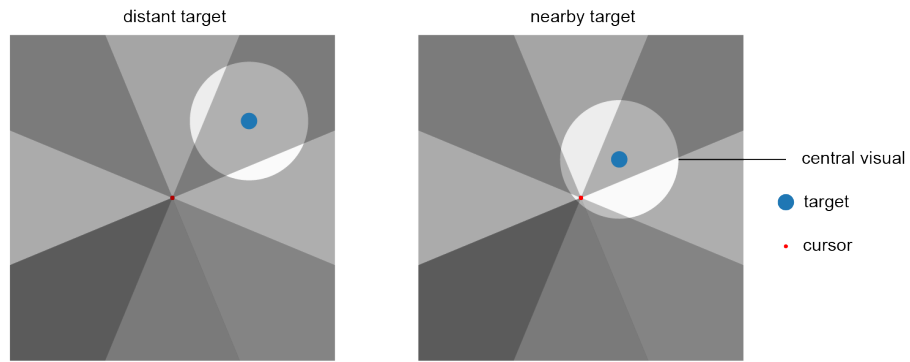 distant target
nearby target
central visual
target
cursor